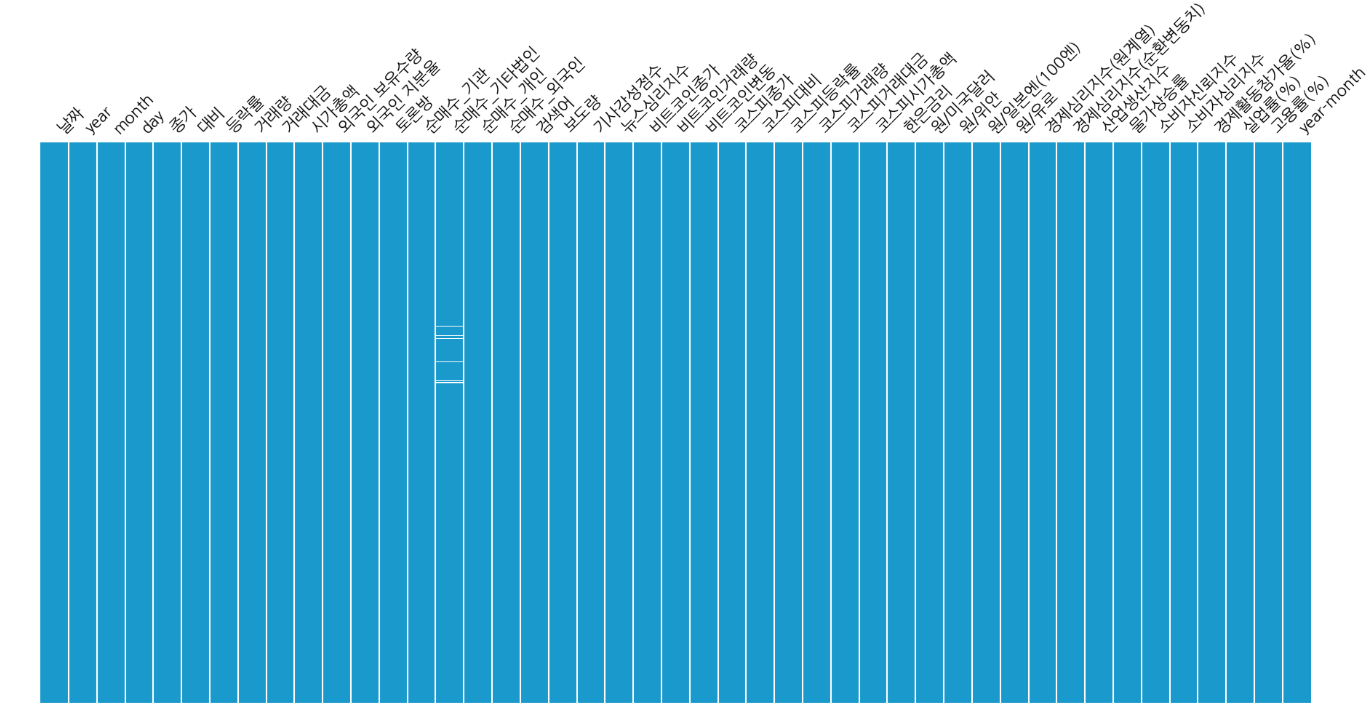 날짜
year
month
day
종가
대비
등락률
거래량
거래대금
시가총액
외국인 보유수량
외국인 지분율
토론방
순매수_ 기관
순매수_ 기타법인
순매수_ 개인
순매수_ 외국인
검색어
보도량
기사감성점수
뉴스심리지수
비트코인종가
비트코인거래량
비트코인변동
코스피종가
코스피대비
코스피등락률
코스피거래량
코스피거래대금
코스피시가총액
한은금리
원/미국달러
원/위안
원/일본엔(100엔)
원/유로
경제심리지수(원계열)
경제심리지수(순환변동치)
산업생산지수
물가상승률
소비자신뢰지수
소비자심리지수
경제활동참가율(%)
실업률(%)
고용률(%)
year-month